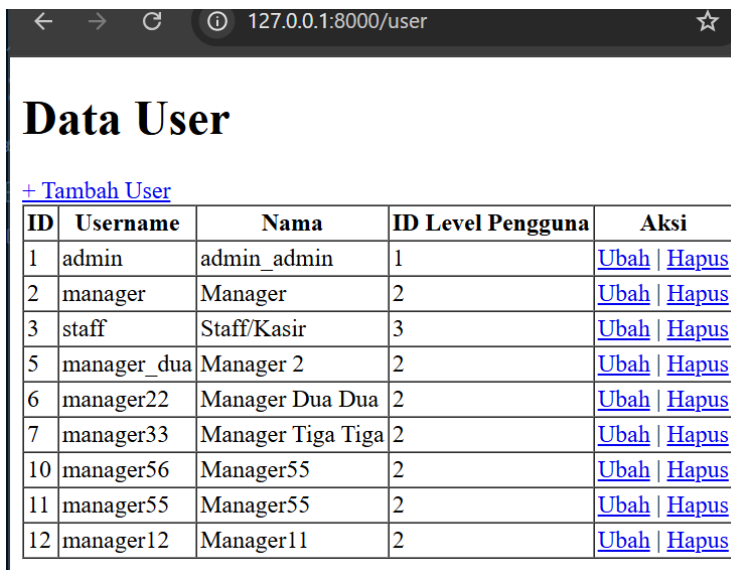 127.0.0.1:8000/user
Data User
+ Tambah User
ID Username Nama ID Level Pengguna Aksi
1 admin admin_admin 1 Ubah | Hapus
2 manager Manager 2 Ubah | Hapus
3 staff Staff/Kasir 3 Ubah | Hapus
5 manager_dua Manager 2 2 Ubah | Hapus
6 manager22 Manager Dua Dua 2 Ubah | Hapus
7 manager33 Manager Tiga Tiga 2 Ubah | Hapus
10 manager56 Manager55 2 Ubah | Hapus
11 manager55 Manager55 2 Ubah | Hapus
12 manager12 Manager11 2 Ubah | Hapus